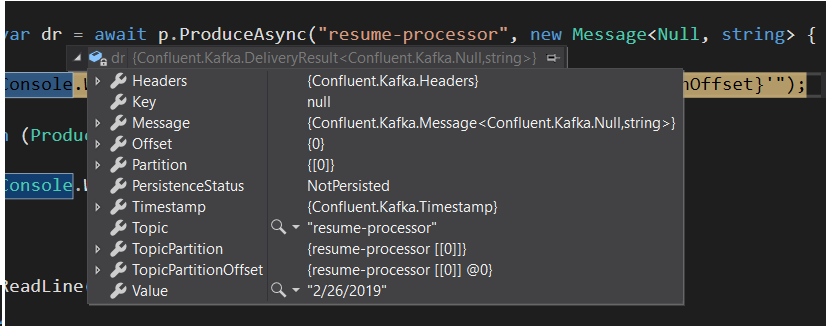 var dr = await p.ProduceAsync("resume-processor", new Message<Null, string> {
dr {Confluent.Kafka.DeliveryResult<Confluent.Kafka.Null,string>}
Console.W nOffset}'");
Headers {Confluent.Kafka.Headers}
Key null
Message {Confluent.Kafka.Message<Confluent.Kafka.Null,string>}
Offset {0}
n (Produc
Partition {[0]}
Console.W
PersistenceStatus NotPersisted
Timestamp {Confluent.Kafka.Timestamp}
Topic "resume-processor"
TopicPartition {resume-processor [[0]]}
TopicPartitionOffset {resume-processor [[0]] @0}
ReadLine(
Value "2/26/2019"